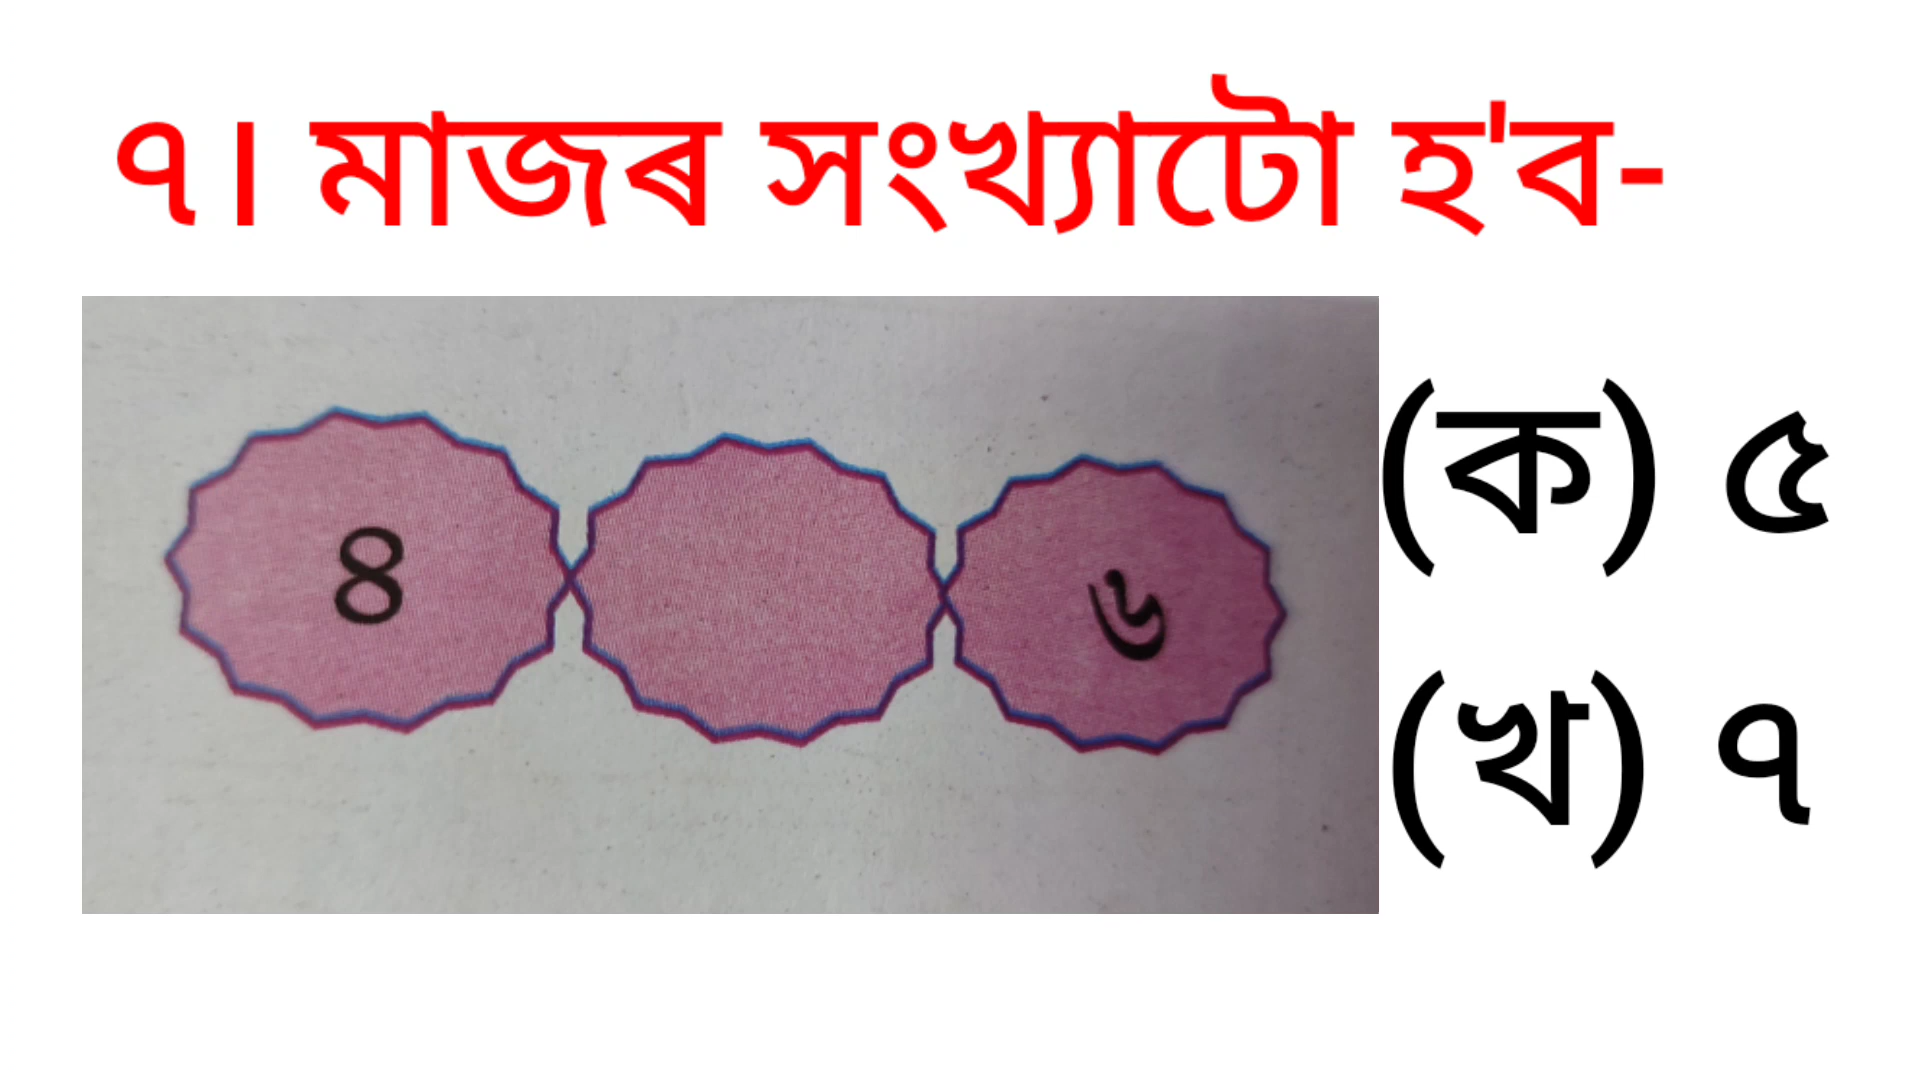 ৭। মাজৰ সংখ্যাটো হ'ব-
৪ ৬
(ক) ৫
(খ) ৭